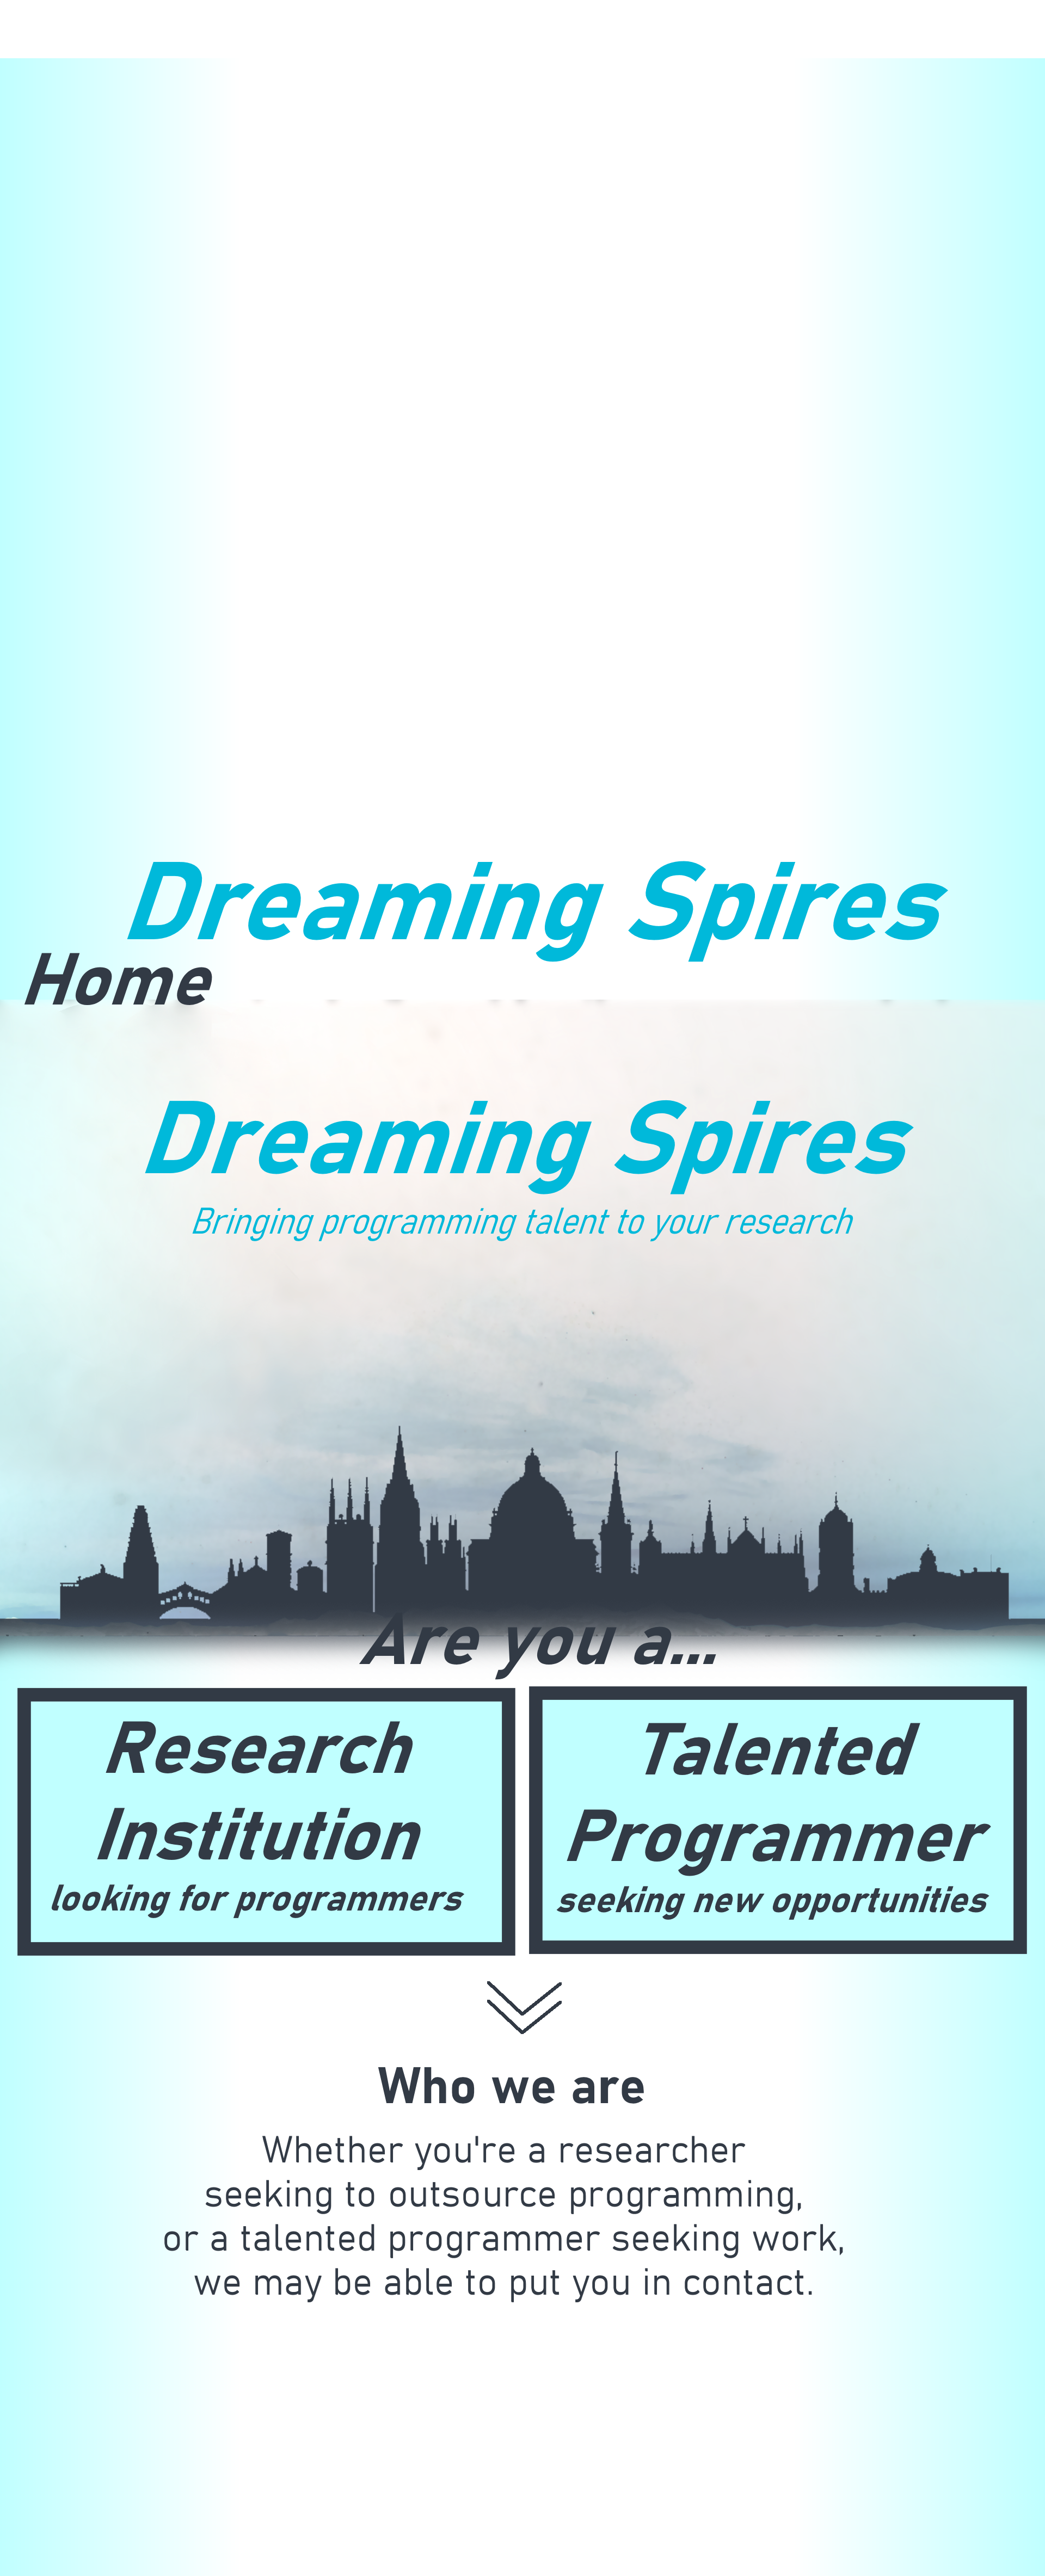 Dreaming Spires
Home
Dreaming Spires
Bringing programming talent to your research
Are you a...
Research
Institution
looking for programmers
Talented
Programmer
seeking new opportunities
Who we are
Whether you're a researcher
seeking to outsource programming,
or a talented programmer seeking work,
we may be able to put you in contact.